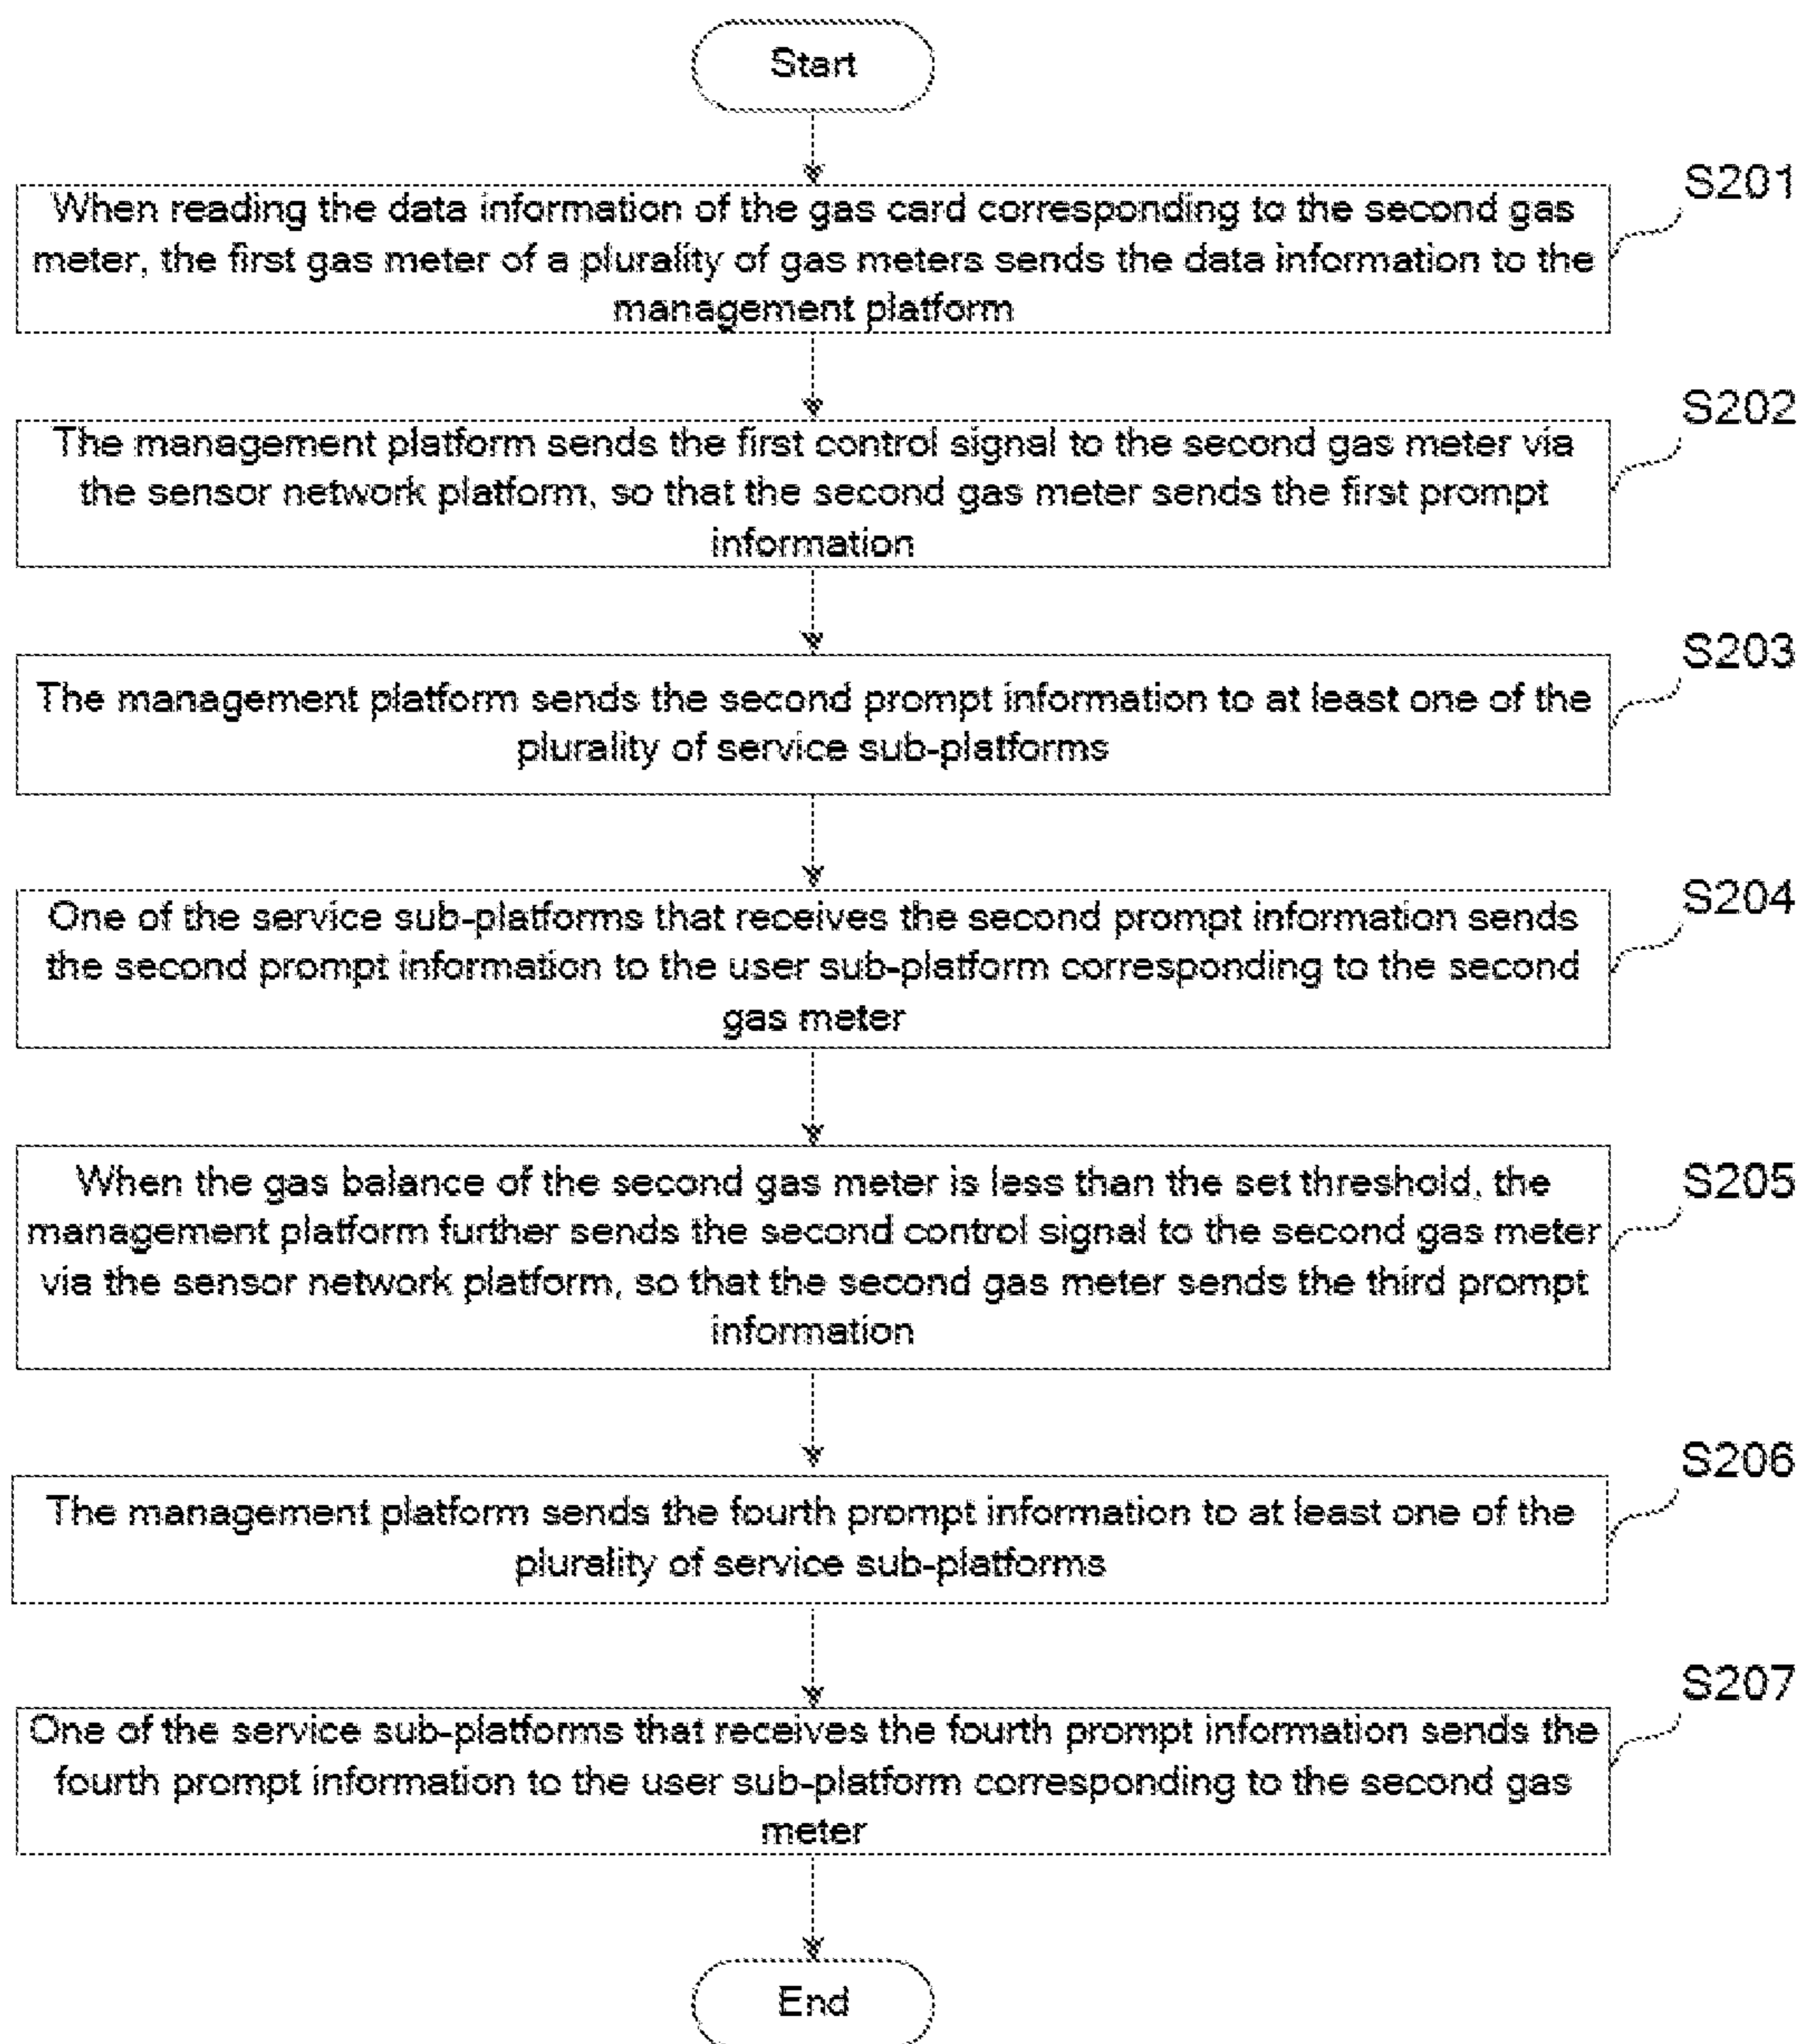 Start
S201
When reading the data information of the gas card corresponding to the second gas
meter, the first gas meter of a plurality of gas meters sends the data information to the
management platform
S202
The management platform sends the first control signal to the second gas meter via
the sensor network platform, so that the second gas meter sends the first prompt
information
S203
The management platform sends the second prompt information to at least one of the
plurality of service sub-platforms
S204
One of the service sub-platforms that receives the second prompt information sends
the second prompt information to the user sub-platform corresponding to the second
gas meter
S205
When the gas balance of the second gas meter is less than the set threshold, the
management platform further sends the second control signal to the second gas meter
via the sensor network platform, so that the second gas meter sends the third prompt
information
S206
The management platform sends the fourth prompt information to at least one of the
plurality of service sub-platforms
S207
One of the service sub-platforms that receives the fourth prompt information sends the
fourth prompt information to the user sub-platform corresponding to the second gas
meter
End